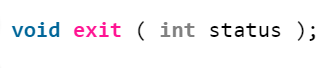 void exit ( int status );